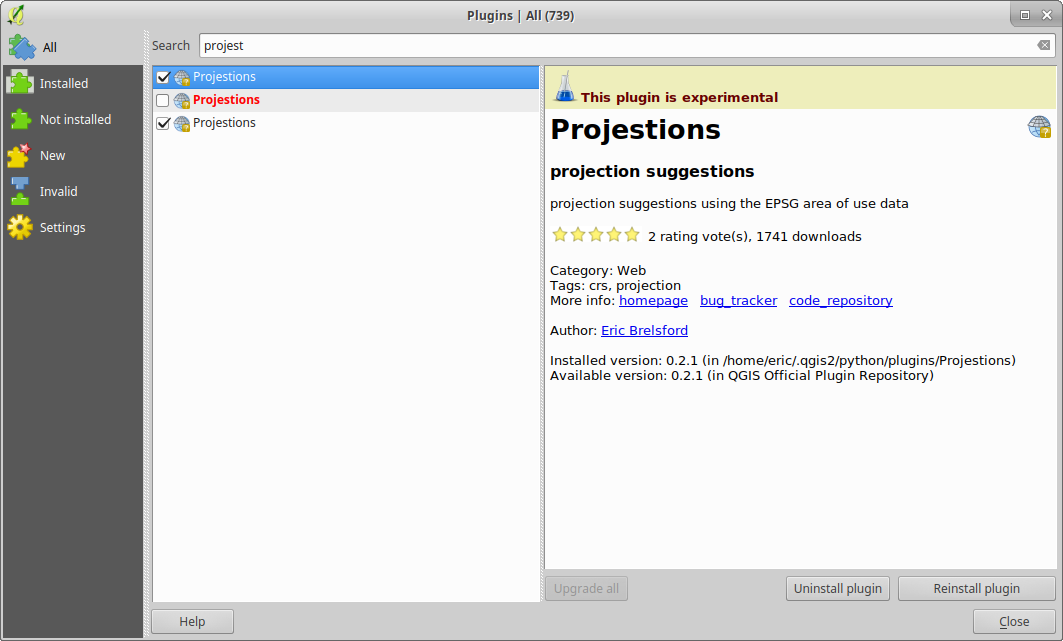 Plugins | All (739)
All
Installed
Not installed
New
Invalid
Settings
Search projest
Projestions
Projestions
Projestions
This plugin is experimental
Projestions
projection suggestions
projection suggestions using the EPSG area of use data
2 rating vote(s), 1741 downloads
Category: Web
Tags: crs, projection
More info: homepage bug_tracker code_repository
Author: Eric Brelsford
Installed version: 0.2.1 (in /home/eric/.qgis2/python/plugins/Projestions)
Available version: 0.2.1 (in QGIS Official Plugin Repository)
Upgrade all Uninstall plugin Reinstall plugin
Help Close